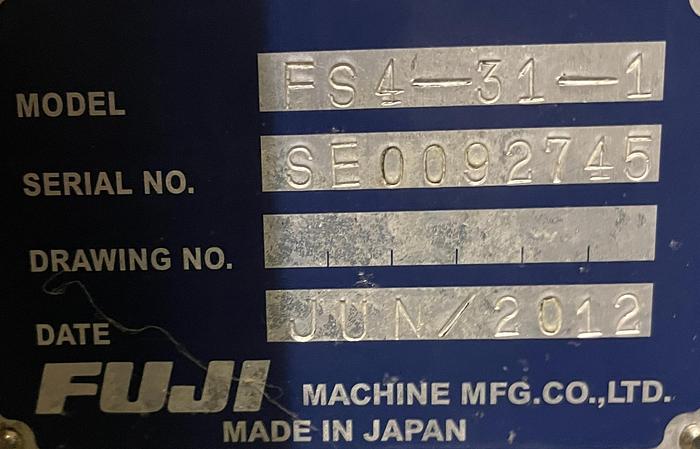 MODEL FS4-31-1
SERIAL NO. SE0092745
DRAWING NO.
DATE JUN/2012
FUJI MACHINE MFG.CO.,LTD.
MADE IN JAPAN